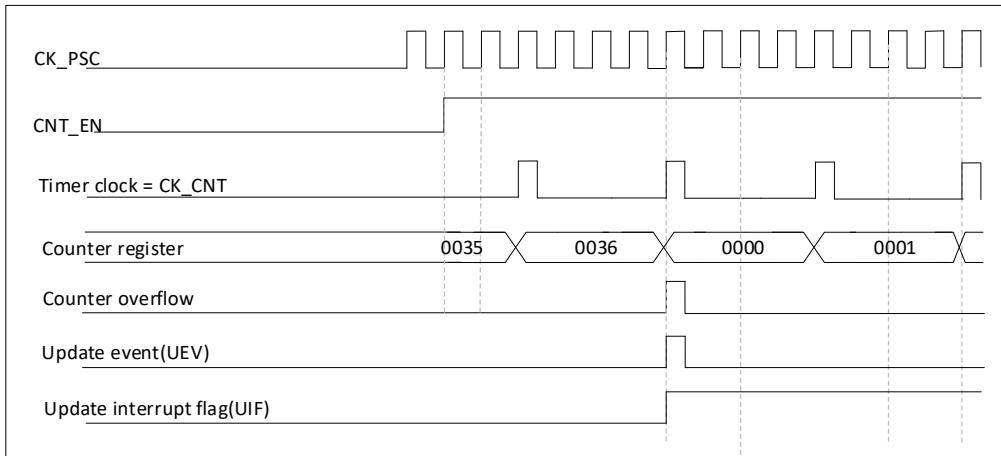 CK_PSC
CNT_EN
Timer clock = CK_CNT
Counter register 0035 0036 0000 0001
Counter overflow
Update event(UEV)
Update interrupt flag(UIF)